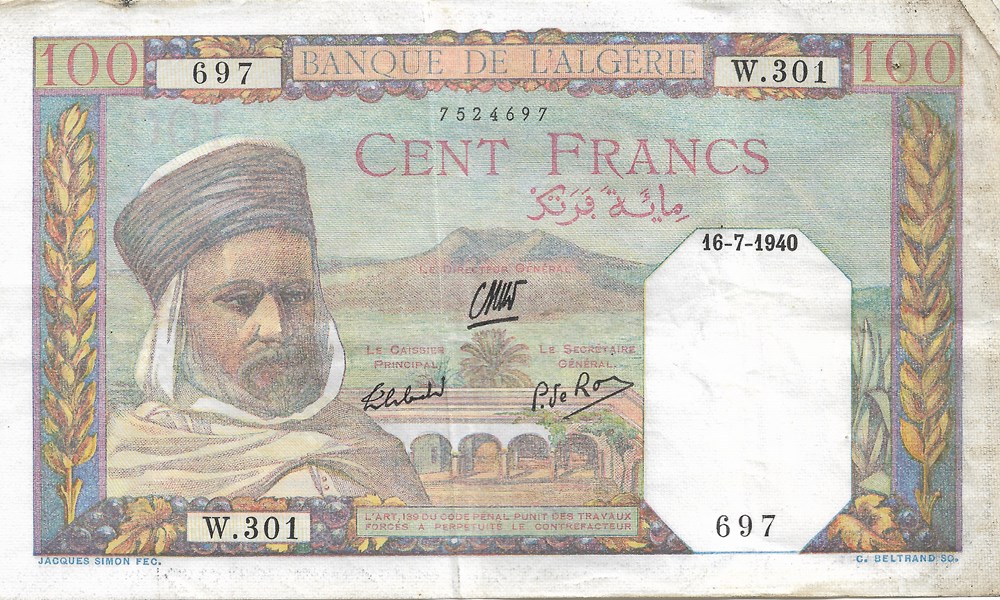 100 697 BANQUE DE L'ALGÉRIE W.301 100
7524697
CENT FRANCS
مائة فرنك
16-7-1940
LE DIRECTEUR GÉNÉRAL
LE CAISSIER PRINCIPAL
LE SECRÉTAIRE GÉNÉRAL
P. de Roux
W.301
L'ART. 139 DU CODE PÉNAL PUNIT DES TRAVAUX
FORCÉS À PERPÉTUITÉ LE CONTREFACTEUR
697
JACQUES SIMON FEC.
C. BELTRAND SC.